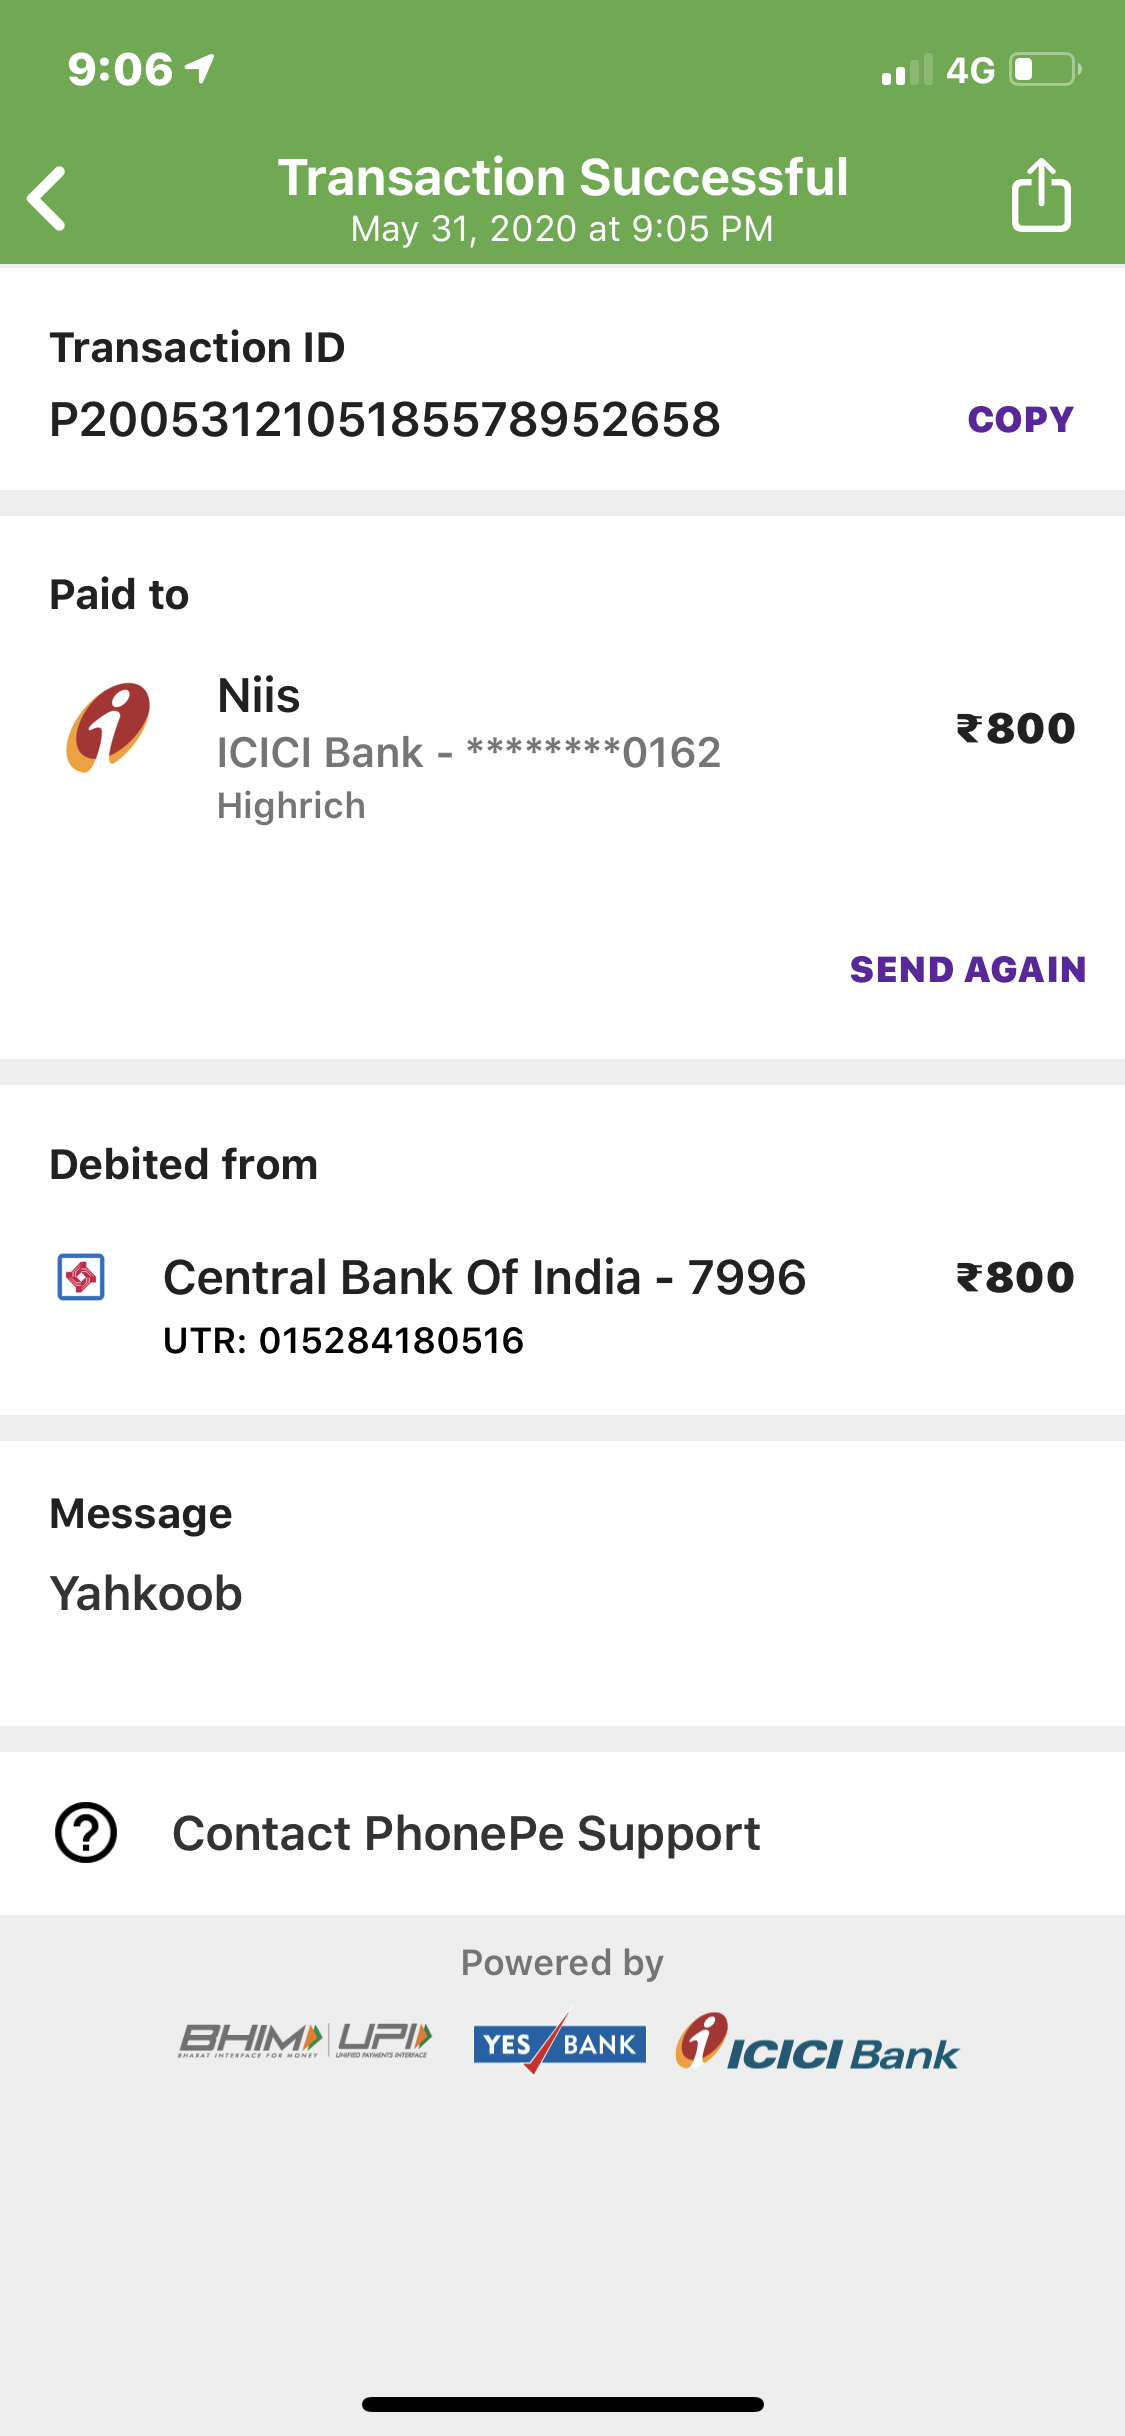 9:06
4G
Transaction Successful
May 31, 2020 at 9:05 PM
Transaction ID
P2005312105185578952658
COPY
Paid to
Niis
₹800
ICICI Bank - ********0162
Highrich
SEND AGAIN
Debited from
Central Bank Of India - 7996
₹800
UTR: 015284180516
Message
Yahkoob
Contact PhonePe Support
Powered by
BHIM UPI YES BANK ICICI Bank
BHARAT INTERFACE FOR MONEY UNIFIED PAYMENTS INTERFACE